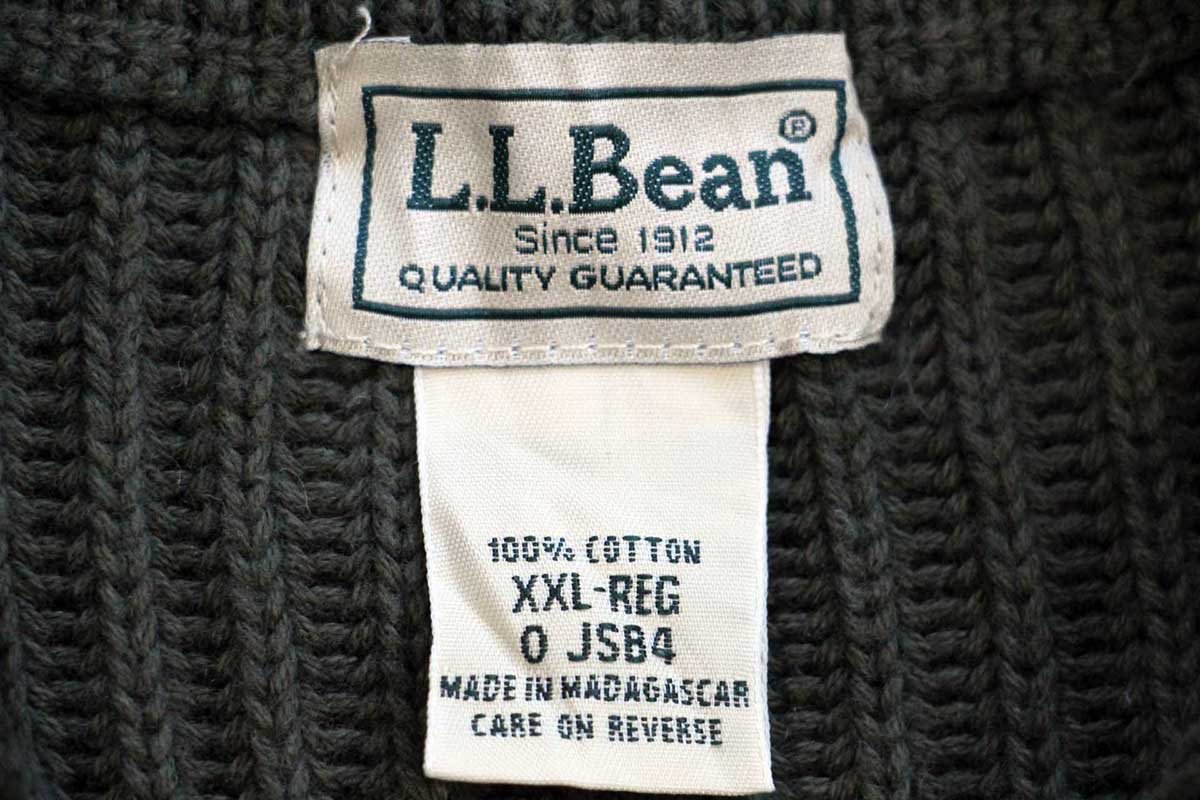 L.L.Bean®
Since 1912
QUALITY GUARANTEED
100% COTTON
XXL-REG
0 JSB4
MADE IN MADAGASCAR
CARE ON REVERSE